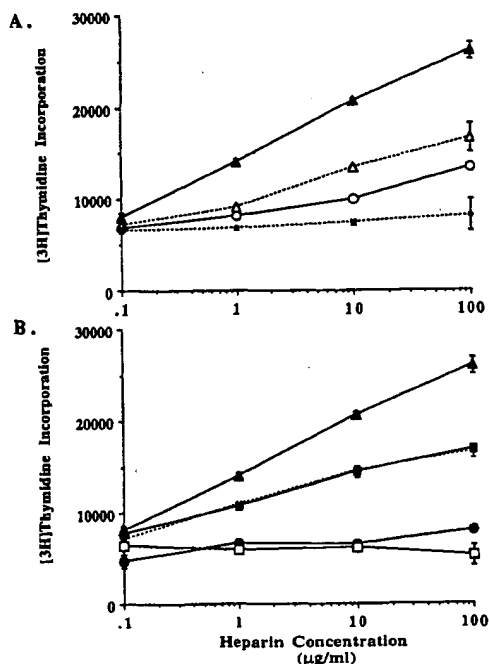 A.
30000
20000
10000
0
[3H]Thymidine Incorporation
.1 1 10 100
B.
30000
20000
10000
0
[3H]Thymidine Incorporation
.1 1 10 100
Heparin Concentration
(µg/ml)